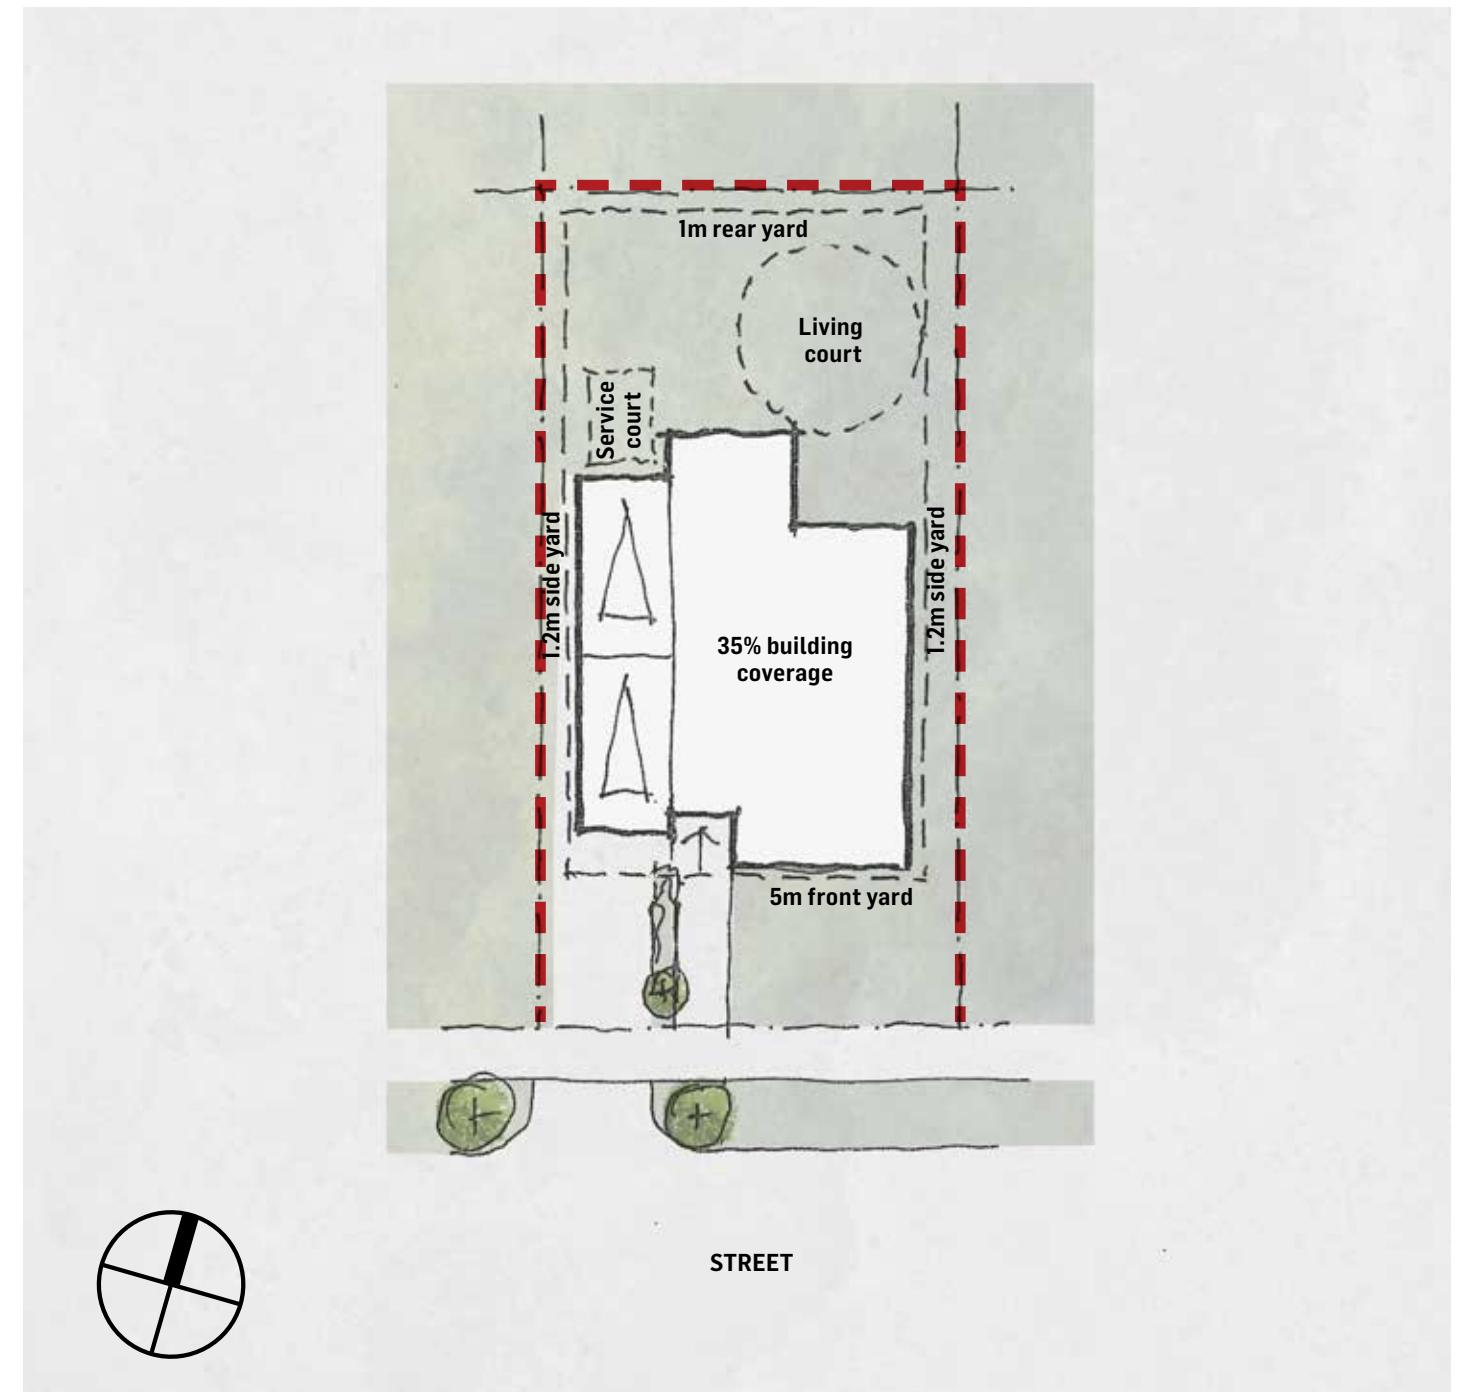 1m rear yard
Living
court
Service
court
1.2m side yard
1.2m side yard
35% building
coverage
5m front yard
STREET